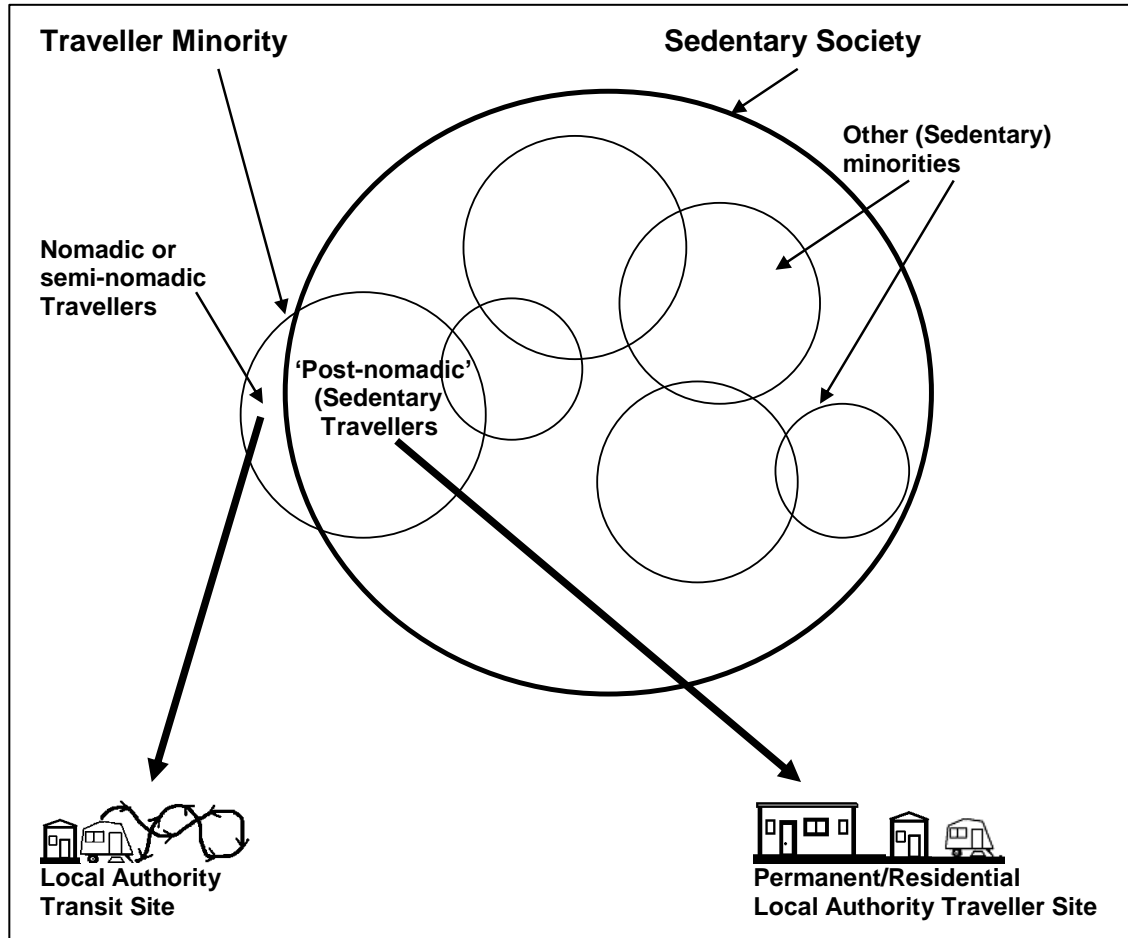 Traveller Minority
Sedentary Society
Other (Sedentary)
minorities
Nomadic or
semi-nomadic
Travellers
‘Post-nomadic’
(Sedentary
Travellers
Local Authority
Transit Site
Permanent/Residential
Local Authority Traveller Site